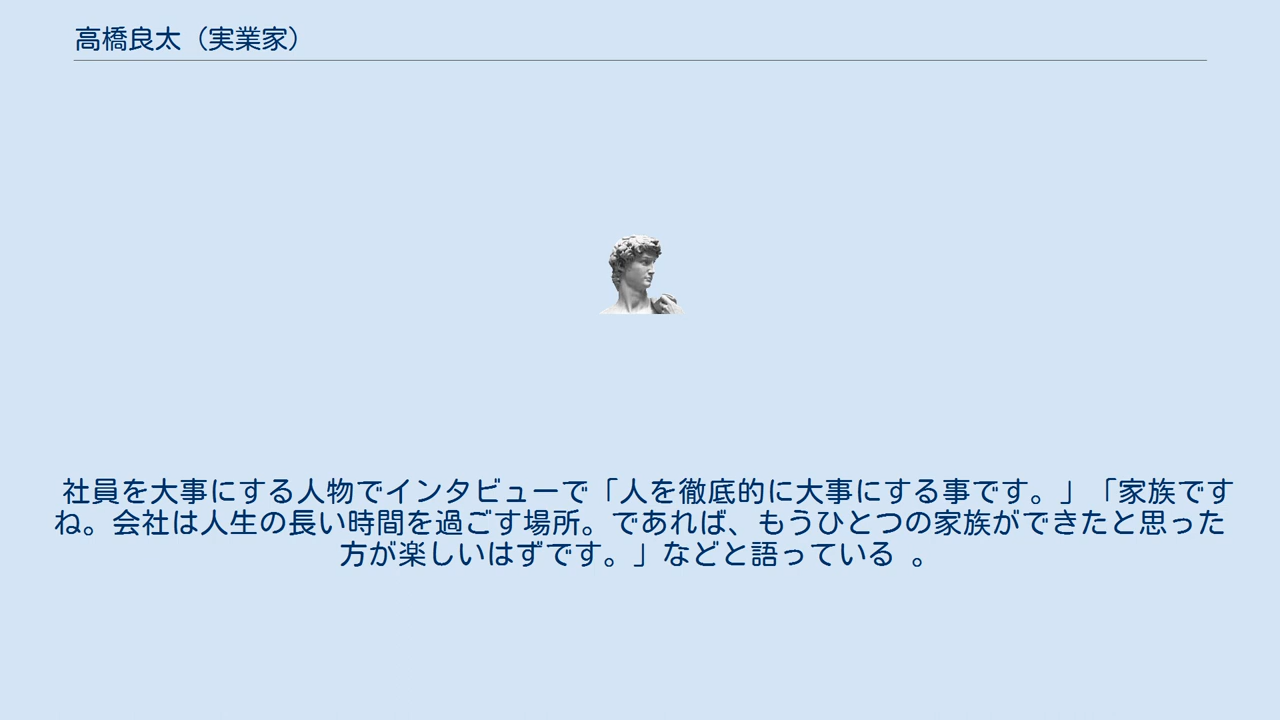 高橋良太（実業家）
社員を大事にする人物でインタビューで「人を徹底的に大事にする事です。」「家族です
ね。会社は人生の長い時間を過ごす場所。であれば、もうひとつの家族ができたと思った
方が楽しいはずです。」などと語っている 。